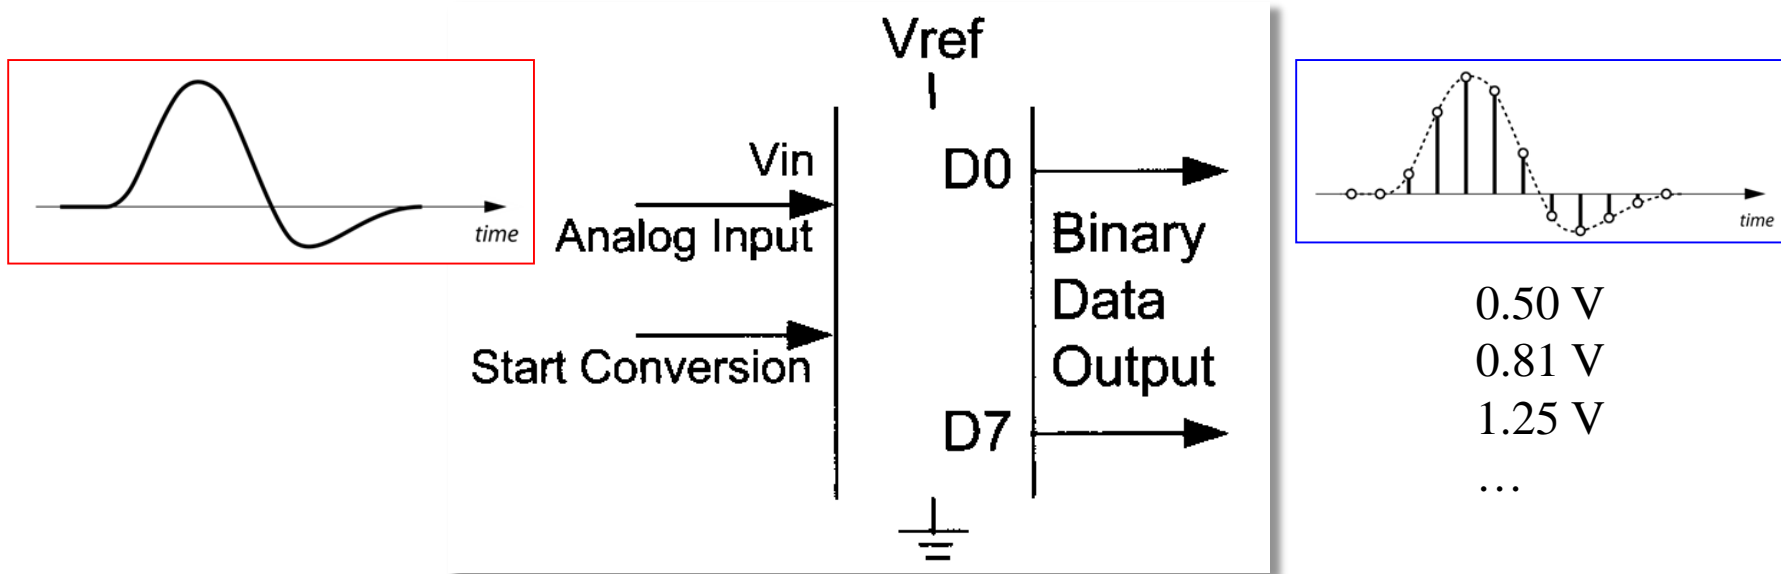 Vref
time
Vin
Analog Input
Start Conversion
D0
Binary
Data
Output
D7
time
0.50 V
0.81 V
1.25 V
…